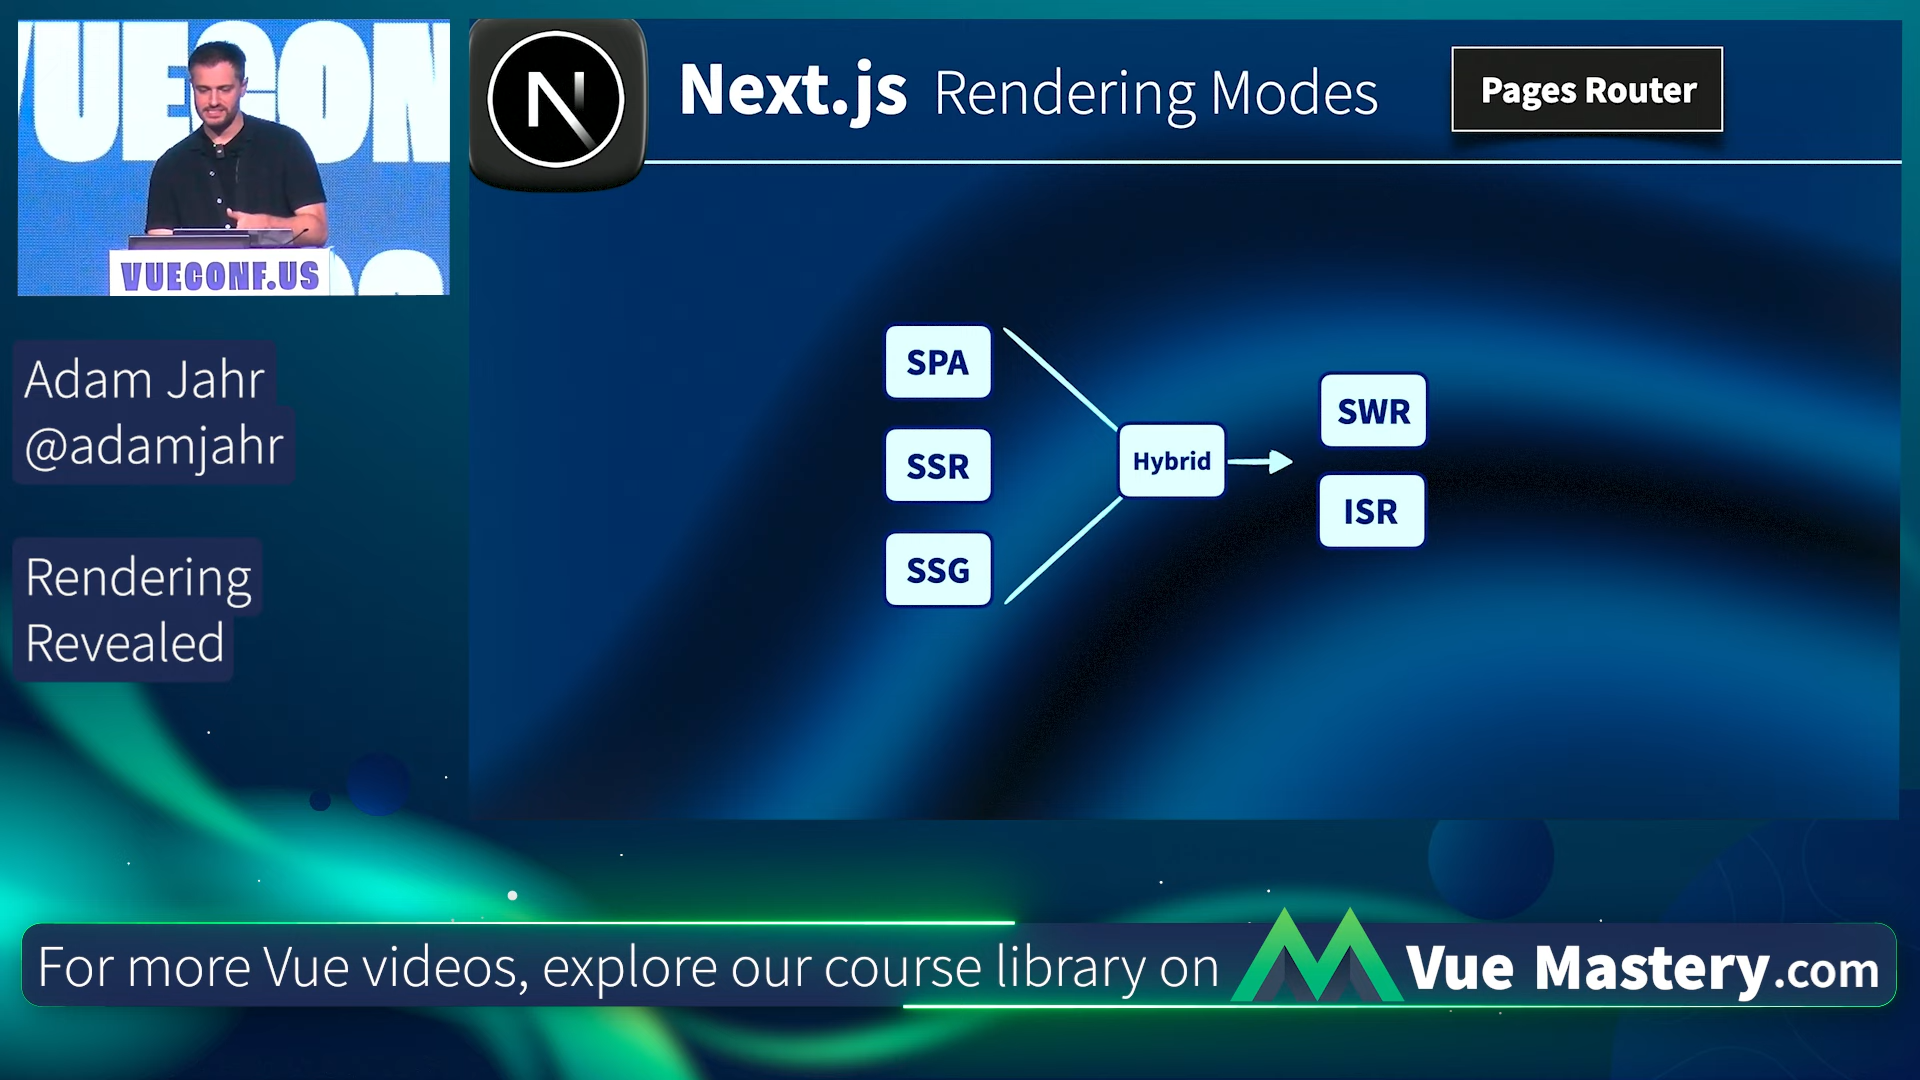 VUECON
VUECONF.US
Adam Jahr
@adamjahr
Rendering
Revealed
N
Next.js Rendering Modes
Pages Router
SPA
SSR
SSG
Hybrid
SWR
ISR
For more Vue videos, explore our course library on Vue Mastery.com